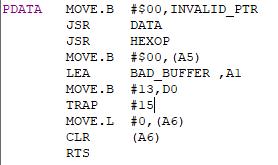 PDATA MOVE.B #$00,INVALID_PTR
JSR DATA
JSR HEXOP
MOVE.B #$00,(A5)
LEA BAD_BUFFER ,A1
MOVE.B #13,D0
TRAP #15
MOVE.L #0,(A6)
CLR (A6)
RTS